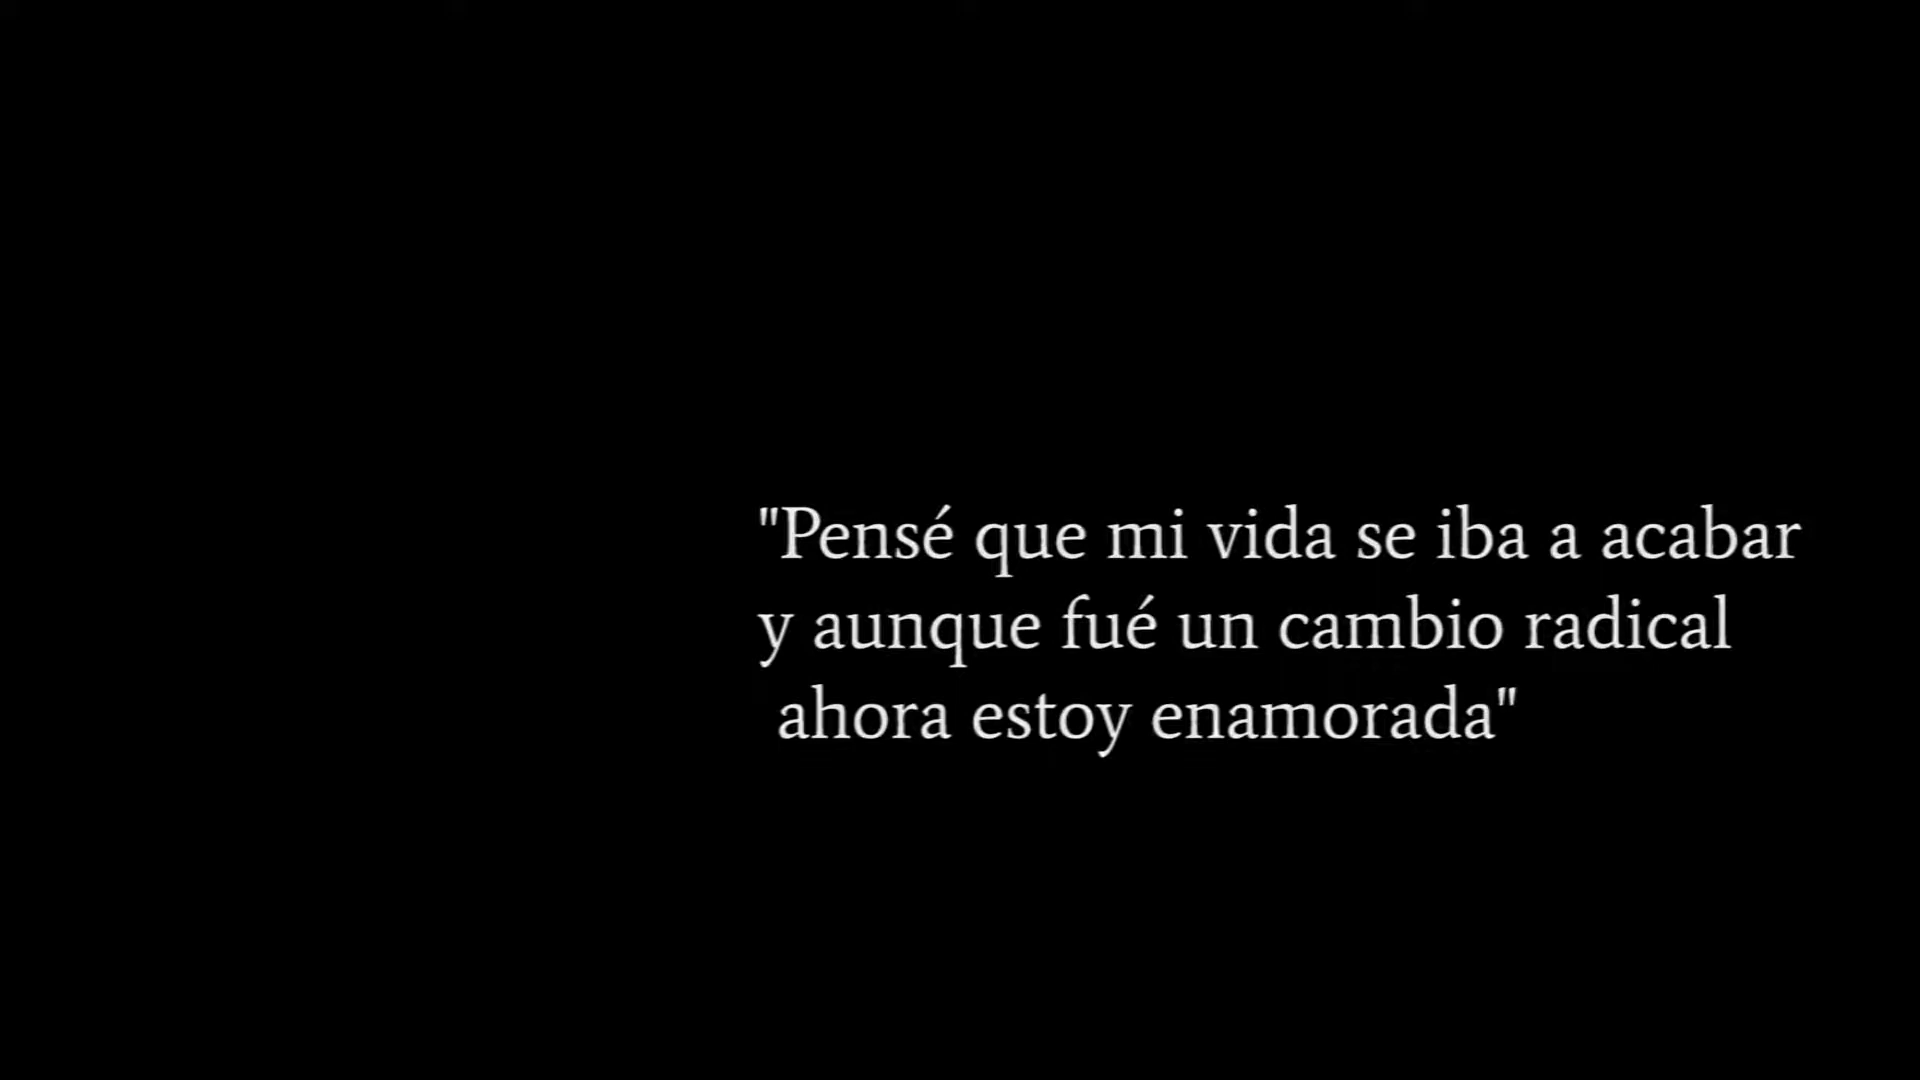 "Pensé que mi vida se iba a acabar
y aunque fué un cambio radical
ahora estoy enamorada"